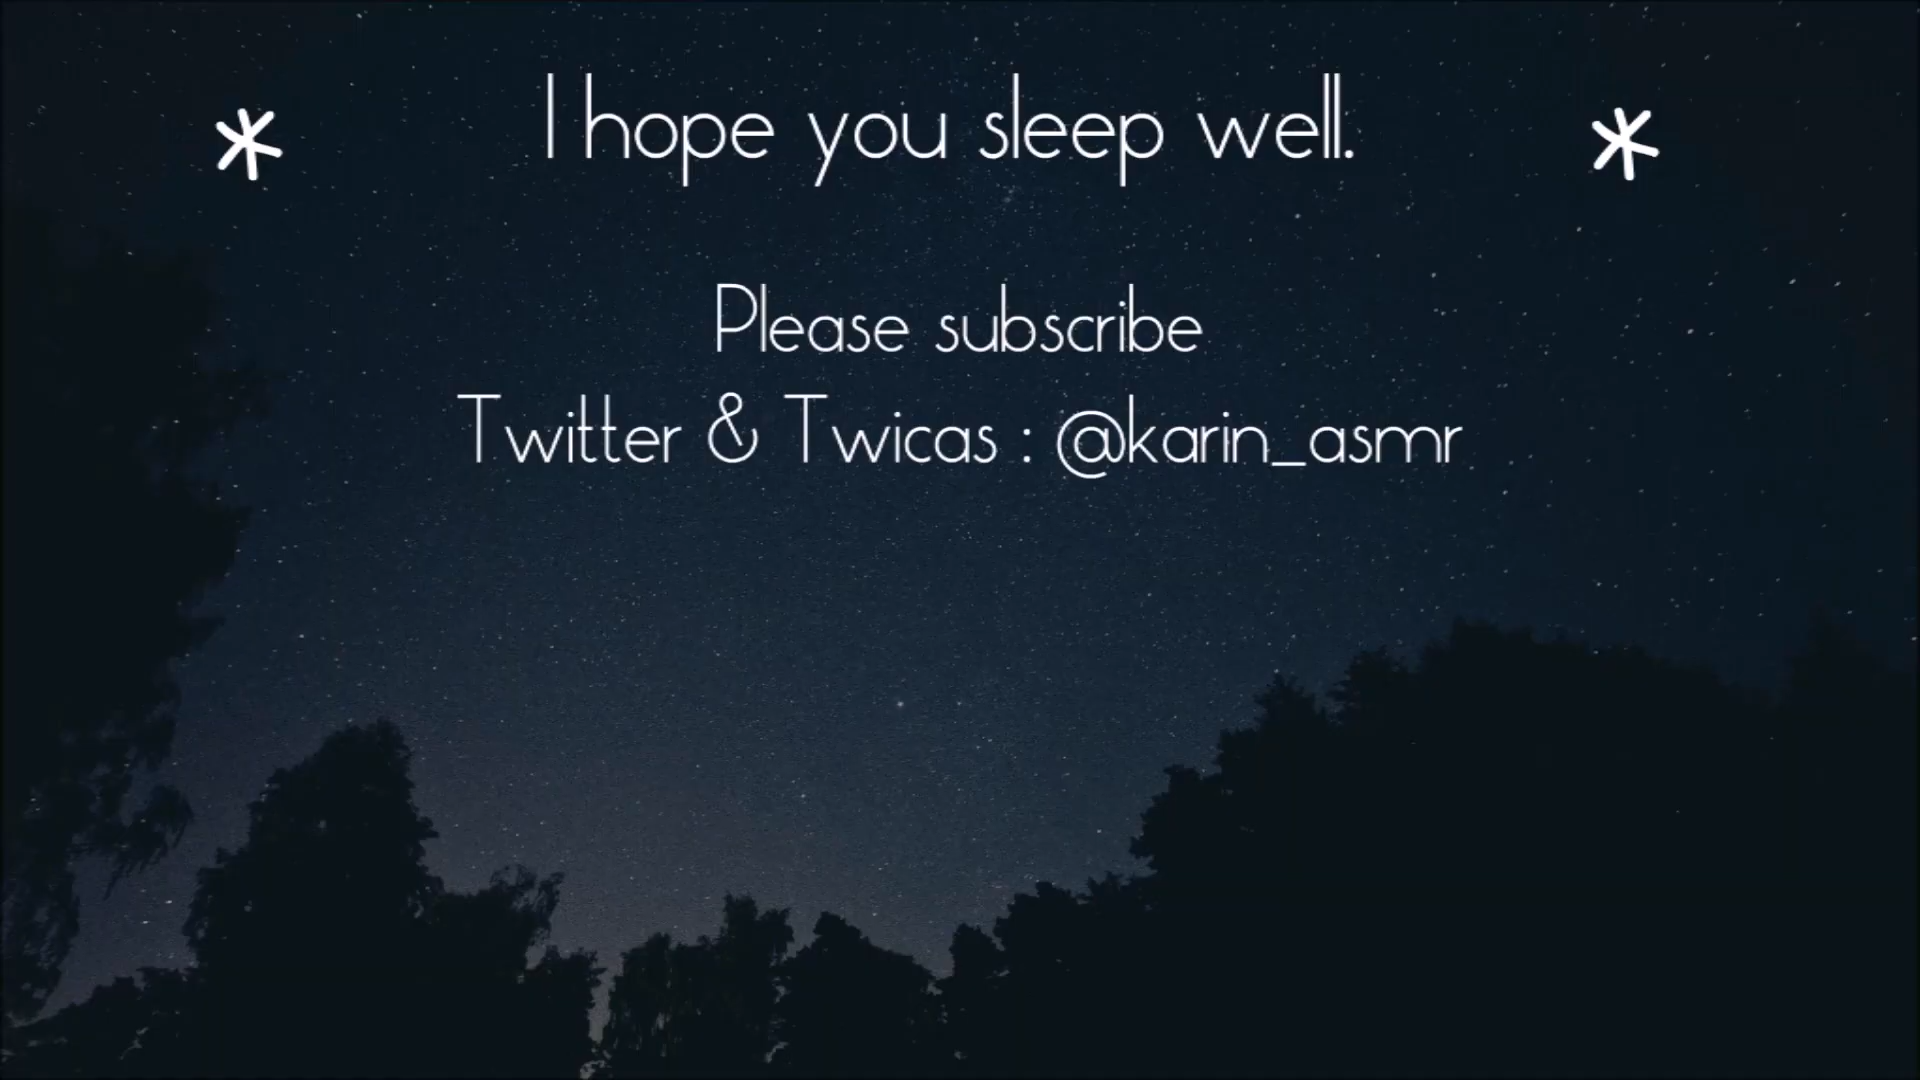 I hope you sleep well.
Please subscribe
Twitter & Twicas : @karin_asmr